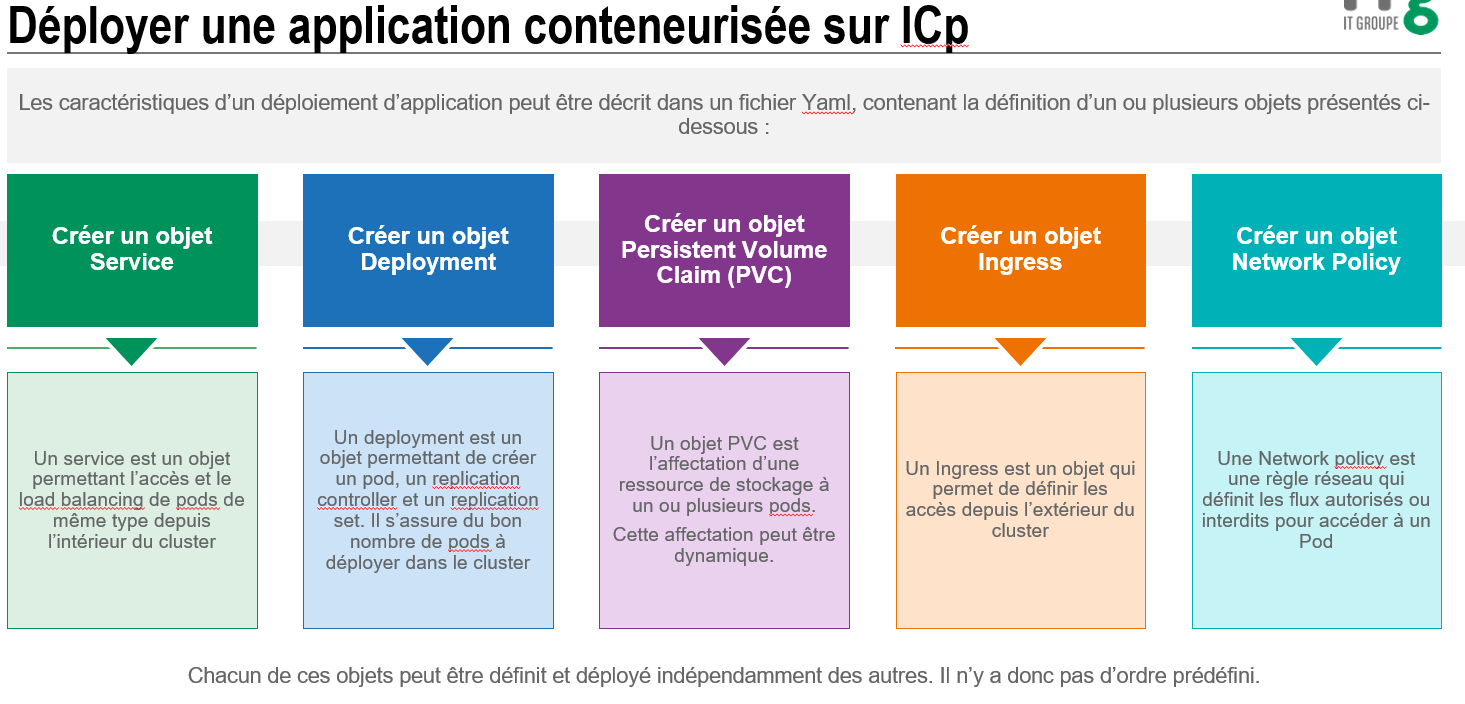 Déployer une application conteneurisée sur ICp
IT GROUPE
Les caractéristiques d’un déploiement d’application peut être décrit dans un fichier Yaml, contenant la définition d’un ou plusieurs objets présentés ci-
dessous :
Créer un objet
Service
Créer un objet
Deployment
Créer un objet
Persistent Volume
Claim (PVC)
Créer un objet
Ingress
Créer un objet
Network Policy
Un service est un objet
permettant l’accès et le
load balancing de pods de
même type depuis
l’intérieur du cluster
Un deployment est un
objet permettant de créer
un pod, un replication
controller et un replication
set. Il s’assure du bon
nombre de pods à
déployer dans le cluster
Un objet PVC est
l’affectation d’une
ressource de stockage à
un ou plusieurs pods.
Cette affectation peut être
dynamique.
Un Ingress est un objet qui
permet de définir les
accès depuis l’extérieur du
cluster
Une Network policy est
une règle réseau qui
définit les flux autorisés ou
interdits pour accéder à un
Pod
Chacun de ces objets peut être définit et déployé indépendamment des autres. Il n’y a donc pas d’ordre prédéfini.